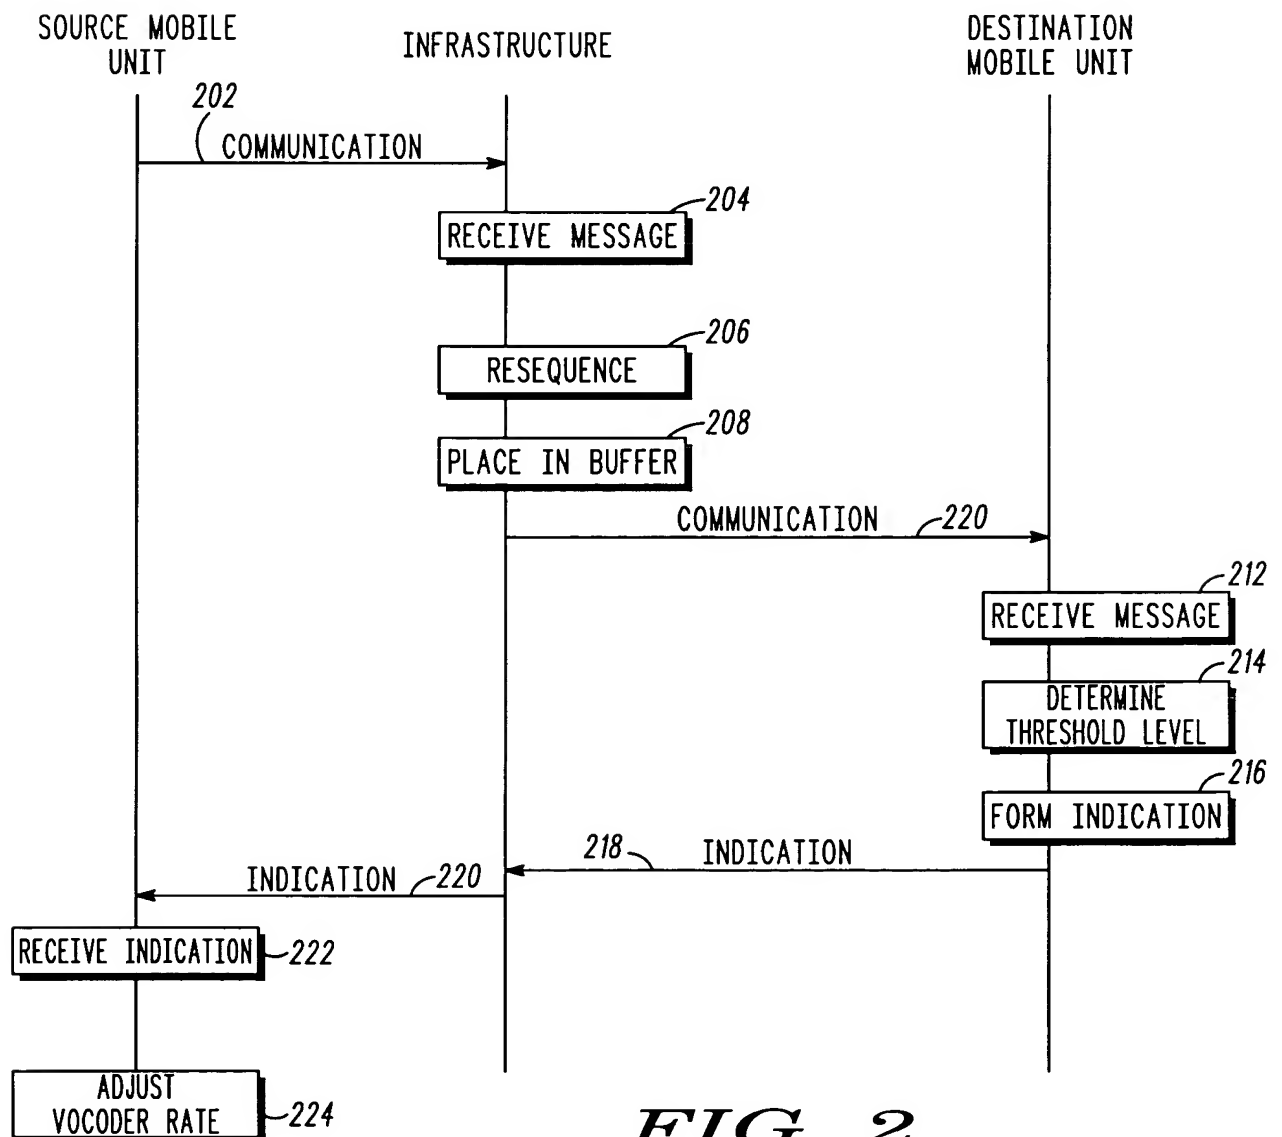 SOURCE MOBILE
UNIT
INFRASTRUCTURE
DESTINATION
MOBILE UNIT
202
COMMUNICATION
204
RECEIVE MESSAGE
206
RESEQUENCE
208
PLACE IN BUFFER
COMMUNICATION
220
212
RECEIVE MESSAGE
214
DETERMINE
THRESHOLD LEVEL
216
FORM INDICATION
218
INDICATION
INDICATION
220
RECEIVE INDICATION
222
ADJUST
VOCODER RATE
224
FIG. 2